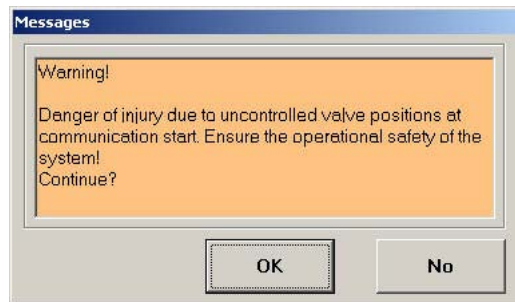 Messages
Warning!
Danger of injury due to uncontrolled valve positions at
communication start. Ensure the operational safety of the
system!
Continue?
OK
No